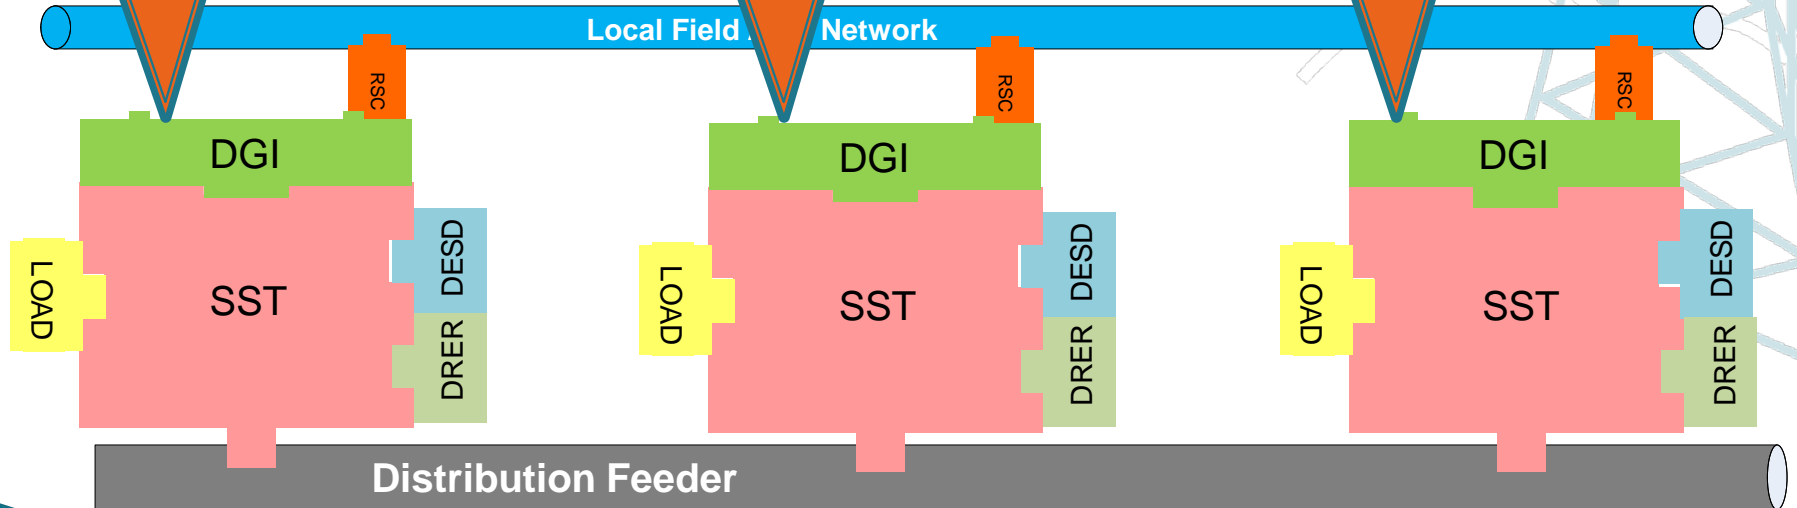 Local Field Network
RSC
RSC
RSC
DGI
DGI
DGI
LOAD
SST
DESD
DRER
LOAD
SST
DESD
DRER
LOAD
SST
DESD
DRER
Distribution Feeder